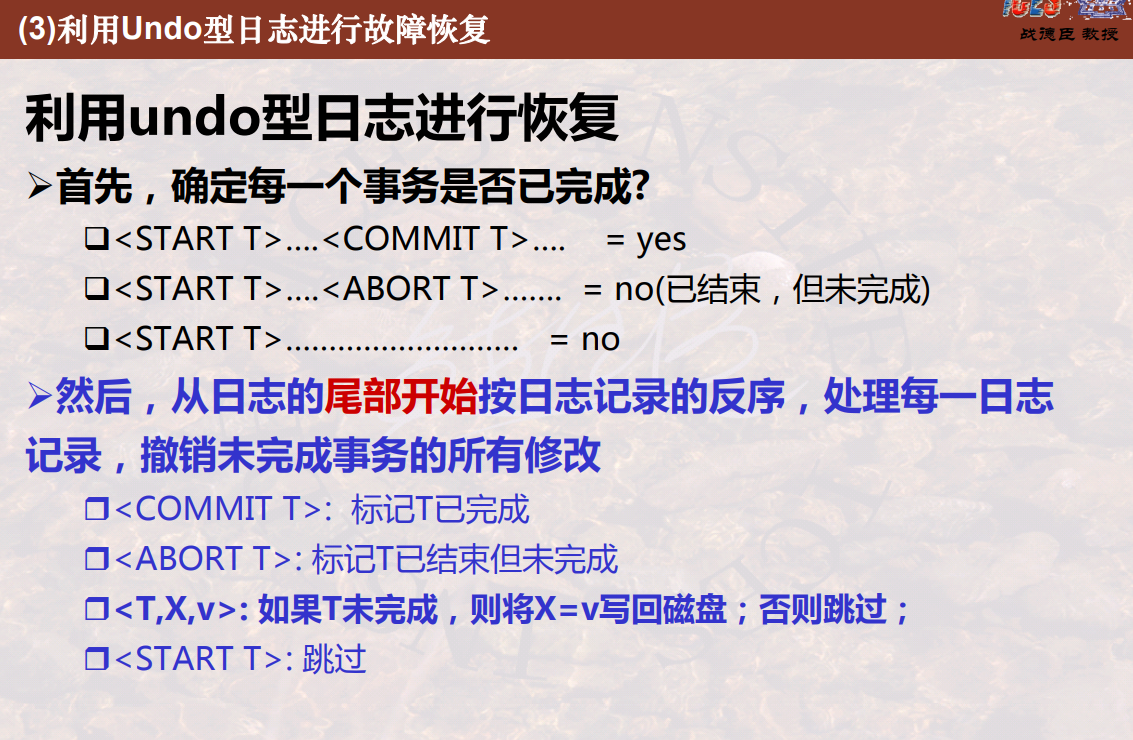 (3)利用Undo型日志进行故障恢复
战德臣 教授
利用undo型日志进行恢复
➢首先，确定每一个事务是否已完成?
❑<START T>....<COMMIT T>.... = yes
❑<START T>....<ABORT T>....... = no(已结束，但未完成)
❑<START T>........................... = no
➢然后，从日志的尾部开始按日志记录的反序，处理每一日志
记录，撤销未完成事务的所有修改
❒<COMMIT T>: 标记T已完成
❒<ABORT T>: 标记T已结束但未完成
❒<T,X,v>: 如果T未完成，则将X=v写回磁盘；否则跳过；
❒<START T>: 跳过